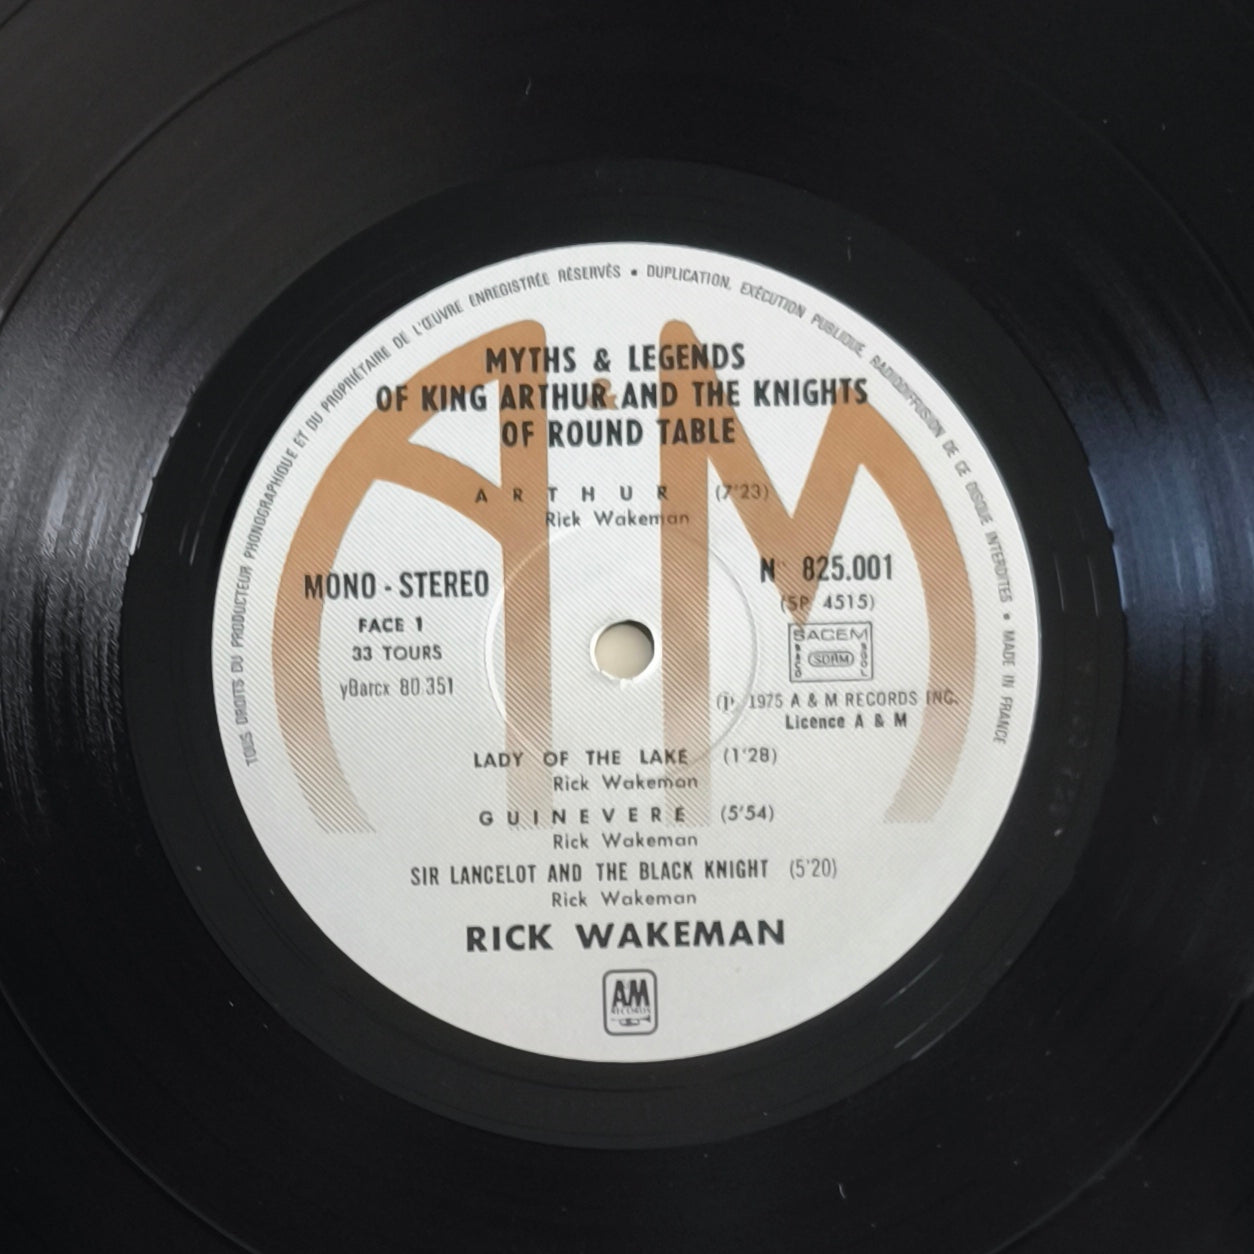 TOUS DROITS DU PRODUCTEUR PHONOGRAPHIQUE ET DU PROPRIÉTAIRE DE L'ŒUVRE ENREGISTRÉE RÉSERVÉS • DUPLICATION, EXÉCUTION PUBLIQUE, RADIODIFFUSION DE CE DISQUE INTERDITES • MADE IN FRANCE
MYTHS & LEGENDS
OF KING ARTHUR AND THE KNIGHTS
OF ROUND TABLE
ARTHUR (7'23)
Rick Wakeman
MONO - STEREO
FACE 1
33 TOURS
yBarcx 80.351
N° 825.001
(SP 4515)
SACEM
SDRM
℗ 1975 A & M RECORDS INC.
Licence A & M
LADY OF THE LAKE (1'28)
Rick Wakeman
GUINEVERE (5'54)
Rick Wakeman
SIR LANCELOT AND THE BLACK KNIGHT (5'20)
Rick Wakeman
RICK WAKEMAN
A&M
RECORDS